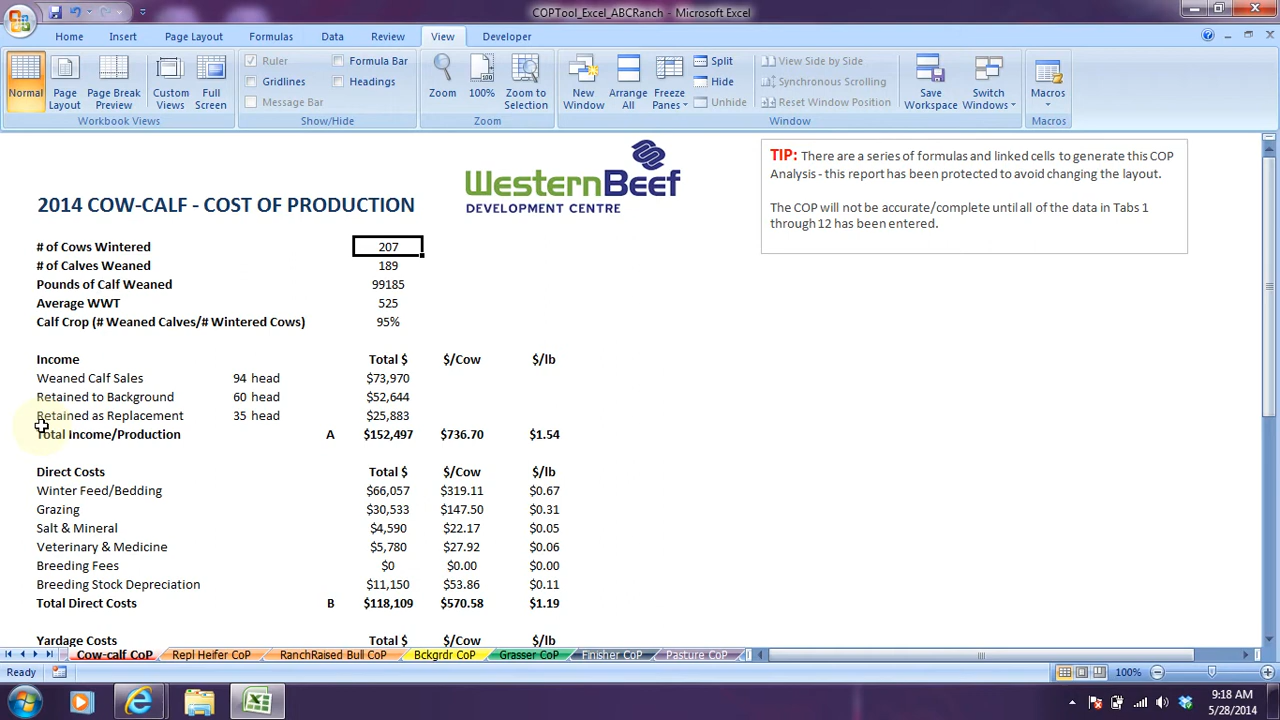 COPTool_Excel_ABCRanch - Microsoft Excel
Home Insert Page Layout Formulas Data Review View Developer
Ruler Formula Bar
Gridlines Headings
Message Bar
Normal Page Layout Page Break Preview Custom Views Full Screen
Zoom 100% Zoom to Selection
New Window Arrange All Freeze Panes
Split
Hide
Unhide
View Side by Side
Synchronous Scrolling
Reset Window Position
Save Workspace Switch Windows Macros
Workbook Views Show/Hide Zoom Window Macros
WesternBeef
DEVELOPMENT CENTRE
TIP: There are a series of formulas and linked cells to generate this COP
Analysis - this report has been protected to avoid changing the layout.
The COP will not be accurate/complete until all of the data in Tabs 1
through 12 has been entered.
2014 COW-CALF - COST OF PRODUCTION
# of Cows Wintered 207
# of Calves Weaned 189
Pounds of Calf Weaned 99185
Average WWT 525
Calf Crop (# Weaned Calves/# Wintered Cows) 95%
Income Total $ $/Cow $/lb
Weaned Calf Sales 94 head $73,970
Retained to Background 60 head $52,644
Retained as Replacement 35 head $25,883
Total Income/Production A $152,497 $736.70 $1.54
Direct Costs Total $ $/Cow $/lb
Winter Feed/Bedding $66,057 $319.11 $0.67
Grazing $30,533 $147.50 $0.31
Salt & Mineral $4,590 $22.17 $0.05
Veterinary & Medicine $5,780 $27.92 $0.06
Breeding Fees $0 $0.00 $0.00
Breeding Stock Depreciation $11,150 $53.86 $0.11
Total Direct Costs B $118,109 $570.58 $1.19
Yardage Costs Total $ $/Cow $/lb
Cow-calf CoP Repl Heifer CoP RanchRaised Bull CoP Bckgrdr CoP Grasser CoP Finisher CoP Pasture CoP
Ready 100%
9:18 AM
5/28/2014